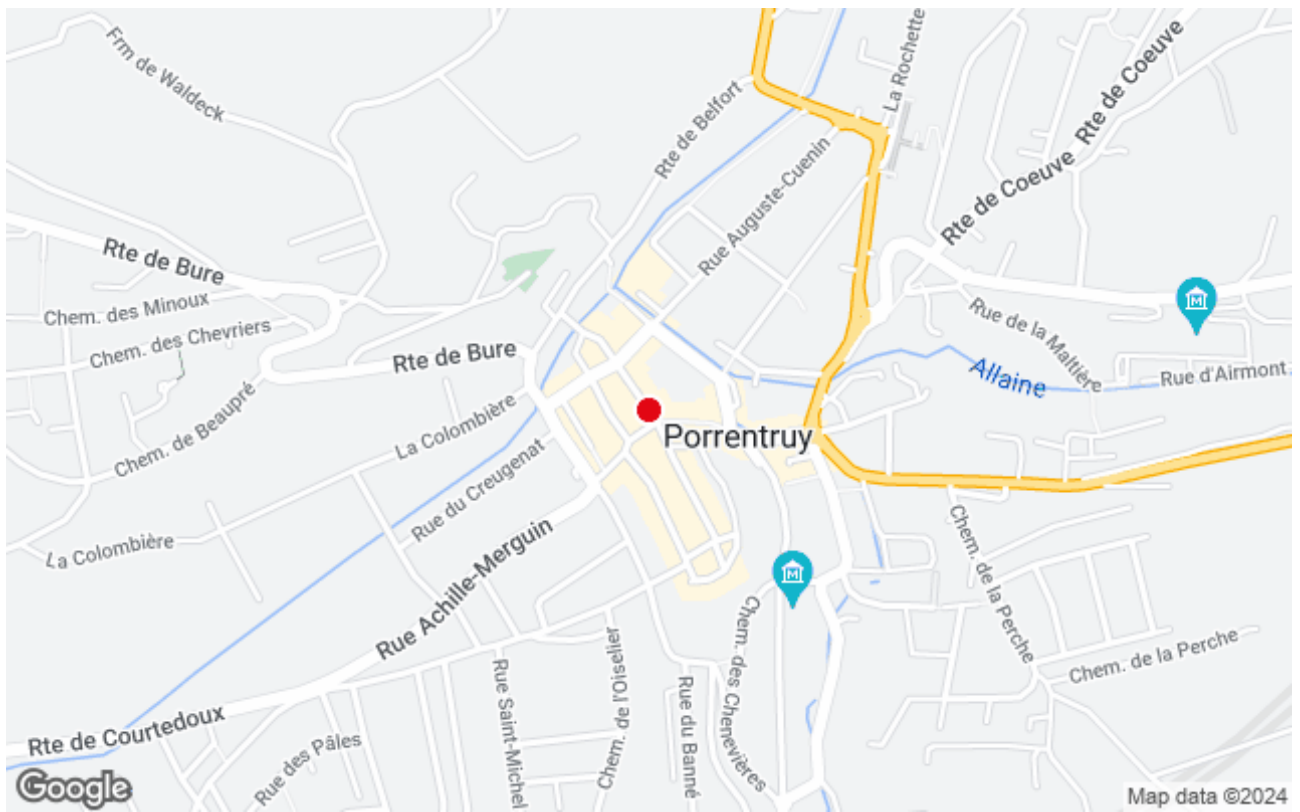 Frm de Waldeck
Rte de Belfort
La Rochette
Rte de Coeuve
Rte de Coeuve
Rue Auguste-Cuenin
Rte de Bure
Chem. des Minoux
Chem. des Chevriers
Rte de Bure
Rue de la Maltière
Allaine
Rue d'Airmont
Chem. de Beaupré
La Colombière
Porrentruy
Rue du Creugenat
La Colombière
Rue Achille-Merguin
Chem. de la Perche
Chem. des Chenevières
Chem. de la Perche
Chem. de l'Oiselier
Rue Saint-Michel
Rue du Banné
Rte de Courtedoux
Rue des Pâles
M
M
Google
Map data ©2024